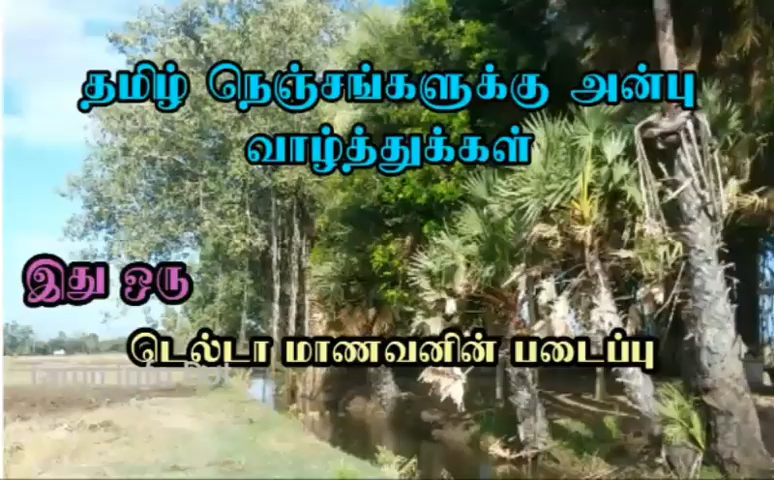 தமிழ் நெஞ்சங்களுக்கு அன்பு
வாழ்த்துக்கள்
இது ஒரு
டெல்டா மாணவனின் படைப்பு